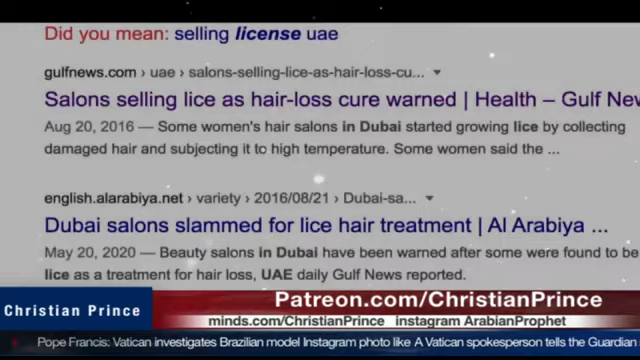 Did you mean: selling license uae
gulfnews.com › uae › salons-selling-lice-as-hair-loss-cu...
Salons selling lice as hair-loss cure warned | Health – Gulf New
Aug 20, 2016 — Some women's hair salons in Dubai started growing lice by collecting
damaged hair and subjecting it to high temperature. Some women said the ...
english.alarabiya.net › variety › 2016/08/21 › Dubai-sa...
Dubai salons slammed for lice hair treatment | Al Arabiya ...
May 20, 2020 — Beauty salons in Dubai have been warned after some were found to be
lice as a treatment for hair loss, UAE daily Gulf News reported.
Christian Prince
Patreon.com/ChristianPrince
minds.com/ChristianPrince instagram ArabianProphet
Pope Francis: Vatican investigates Brazilian model Instagram photo like A Vatican spokesperson tells the Guardian